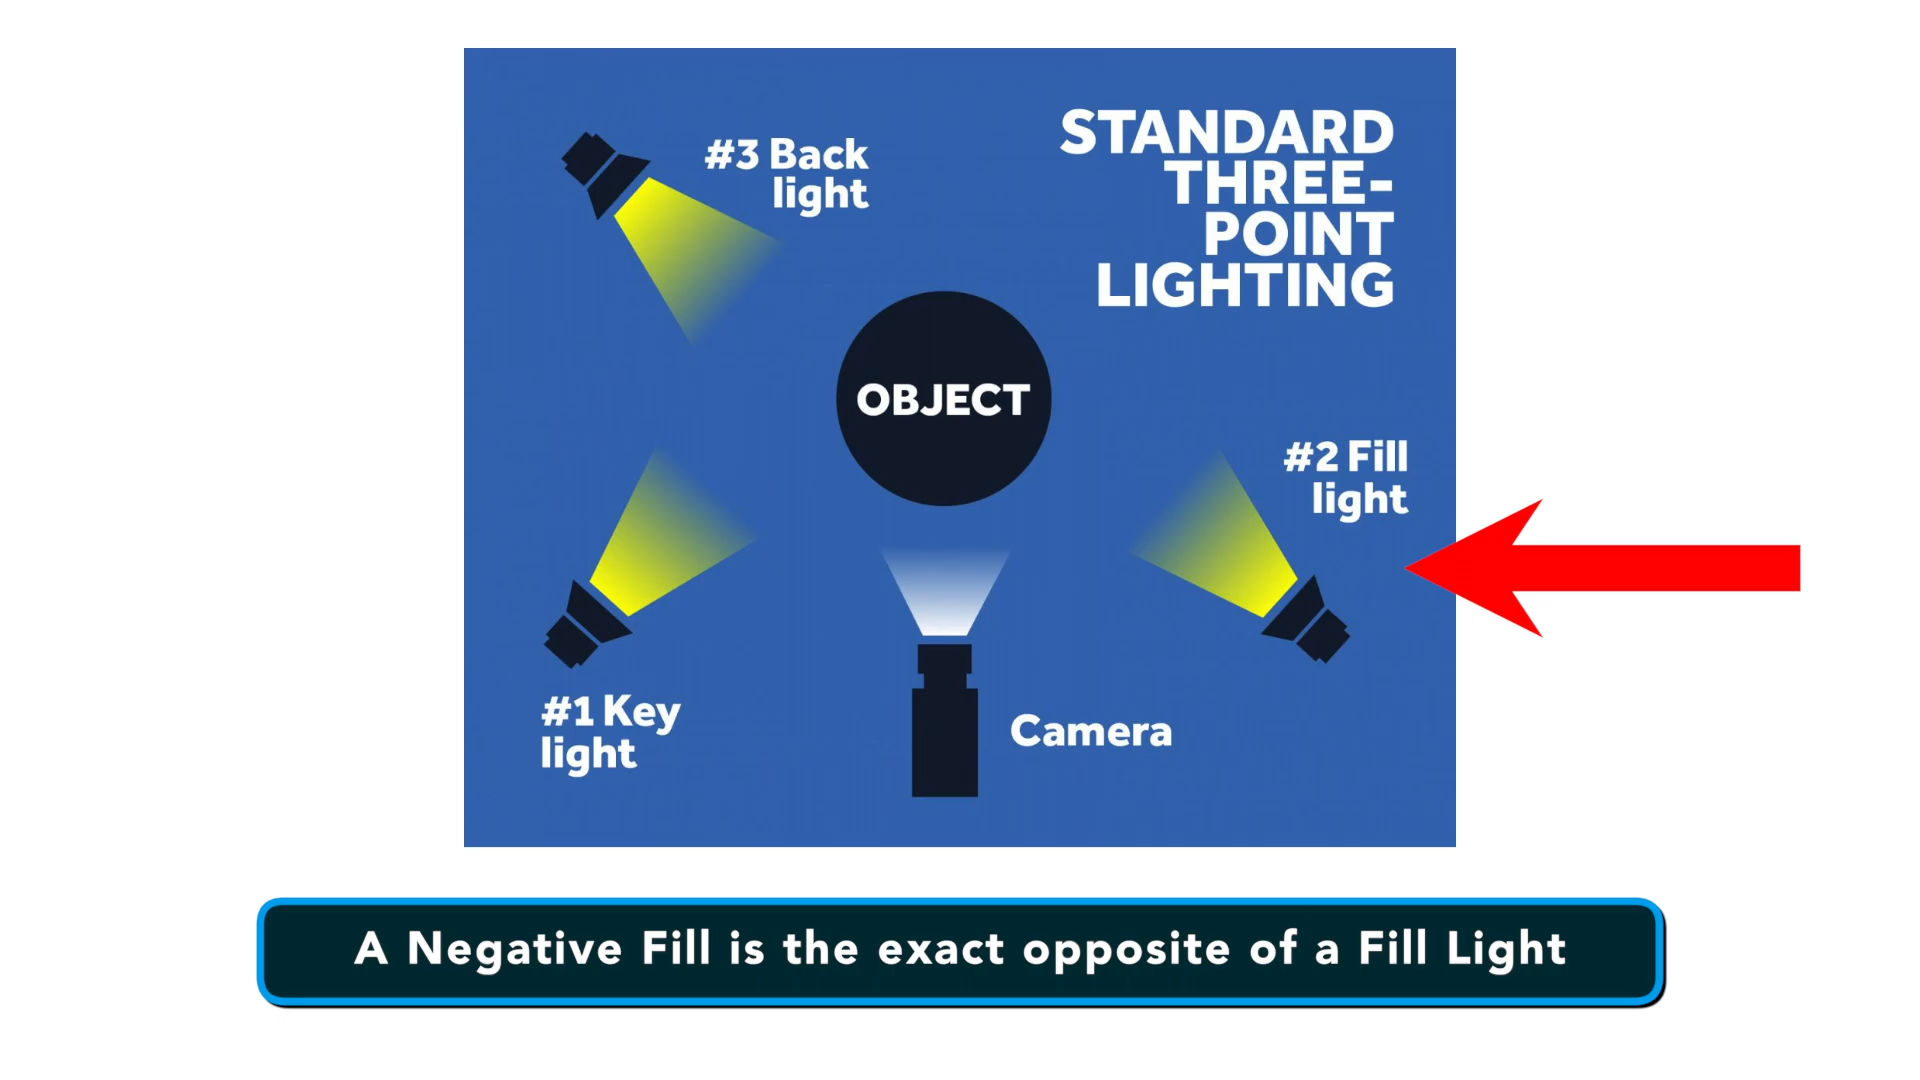 #3 Back
light
STANDARD
THREE-
POINT
LIGHTING
OBJECT
#2 Fill
light
#1 Key
light
Camera
A Negative Fill is the exact opposite of a Fill Light